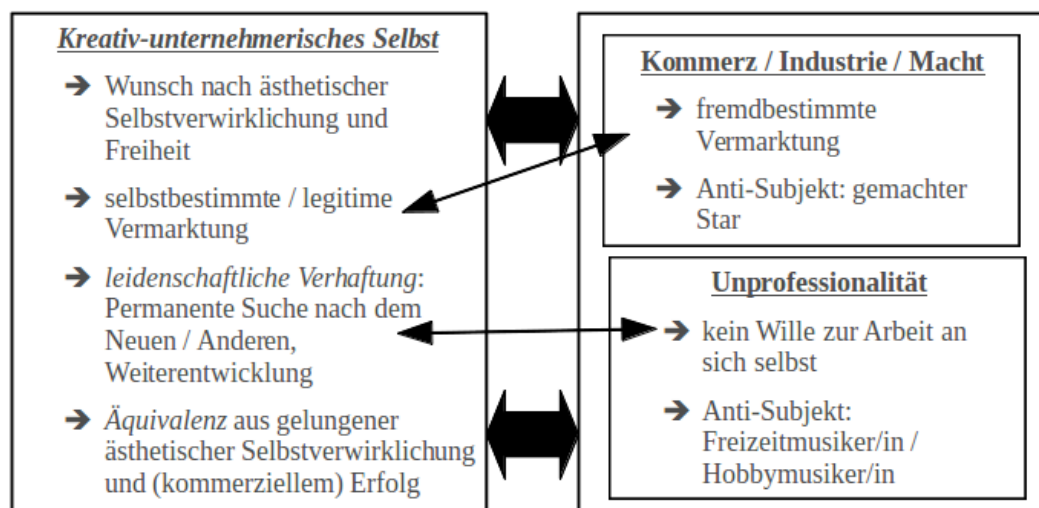 Kreativ-unternehmerisches Selbst
➔ Wunsch nach ästhetischer
Selbstverwirklichung und
Freiheit
➔ selbstbestimmte / legitime
Vermarktung
➔ leidenschaftliche Verhaftung:
Permanente Suche nach dem
Neuen / Anderen,
Weiterentwicklung
➔ Äquivalenz aus gelungener
ästhetischer Selbstverwirklichung
und (kommerziellem) Erfolg
Kommerz / Industrie / Macht
➔ fremdbestimmte
Vermarktung
➔ Anti-Subjekt: gemachter
Star
Unprofessionalität
➔ kein Wille zur Arbeit an
sich selbst
➔ Anti-Subjekt:
Freizeitmusiker/in /
Hobbymusiker/in